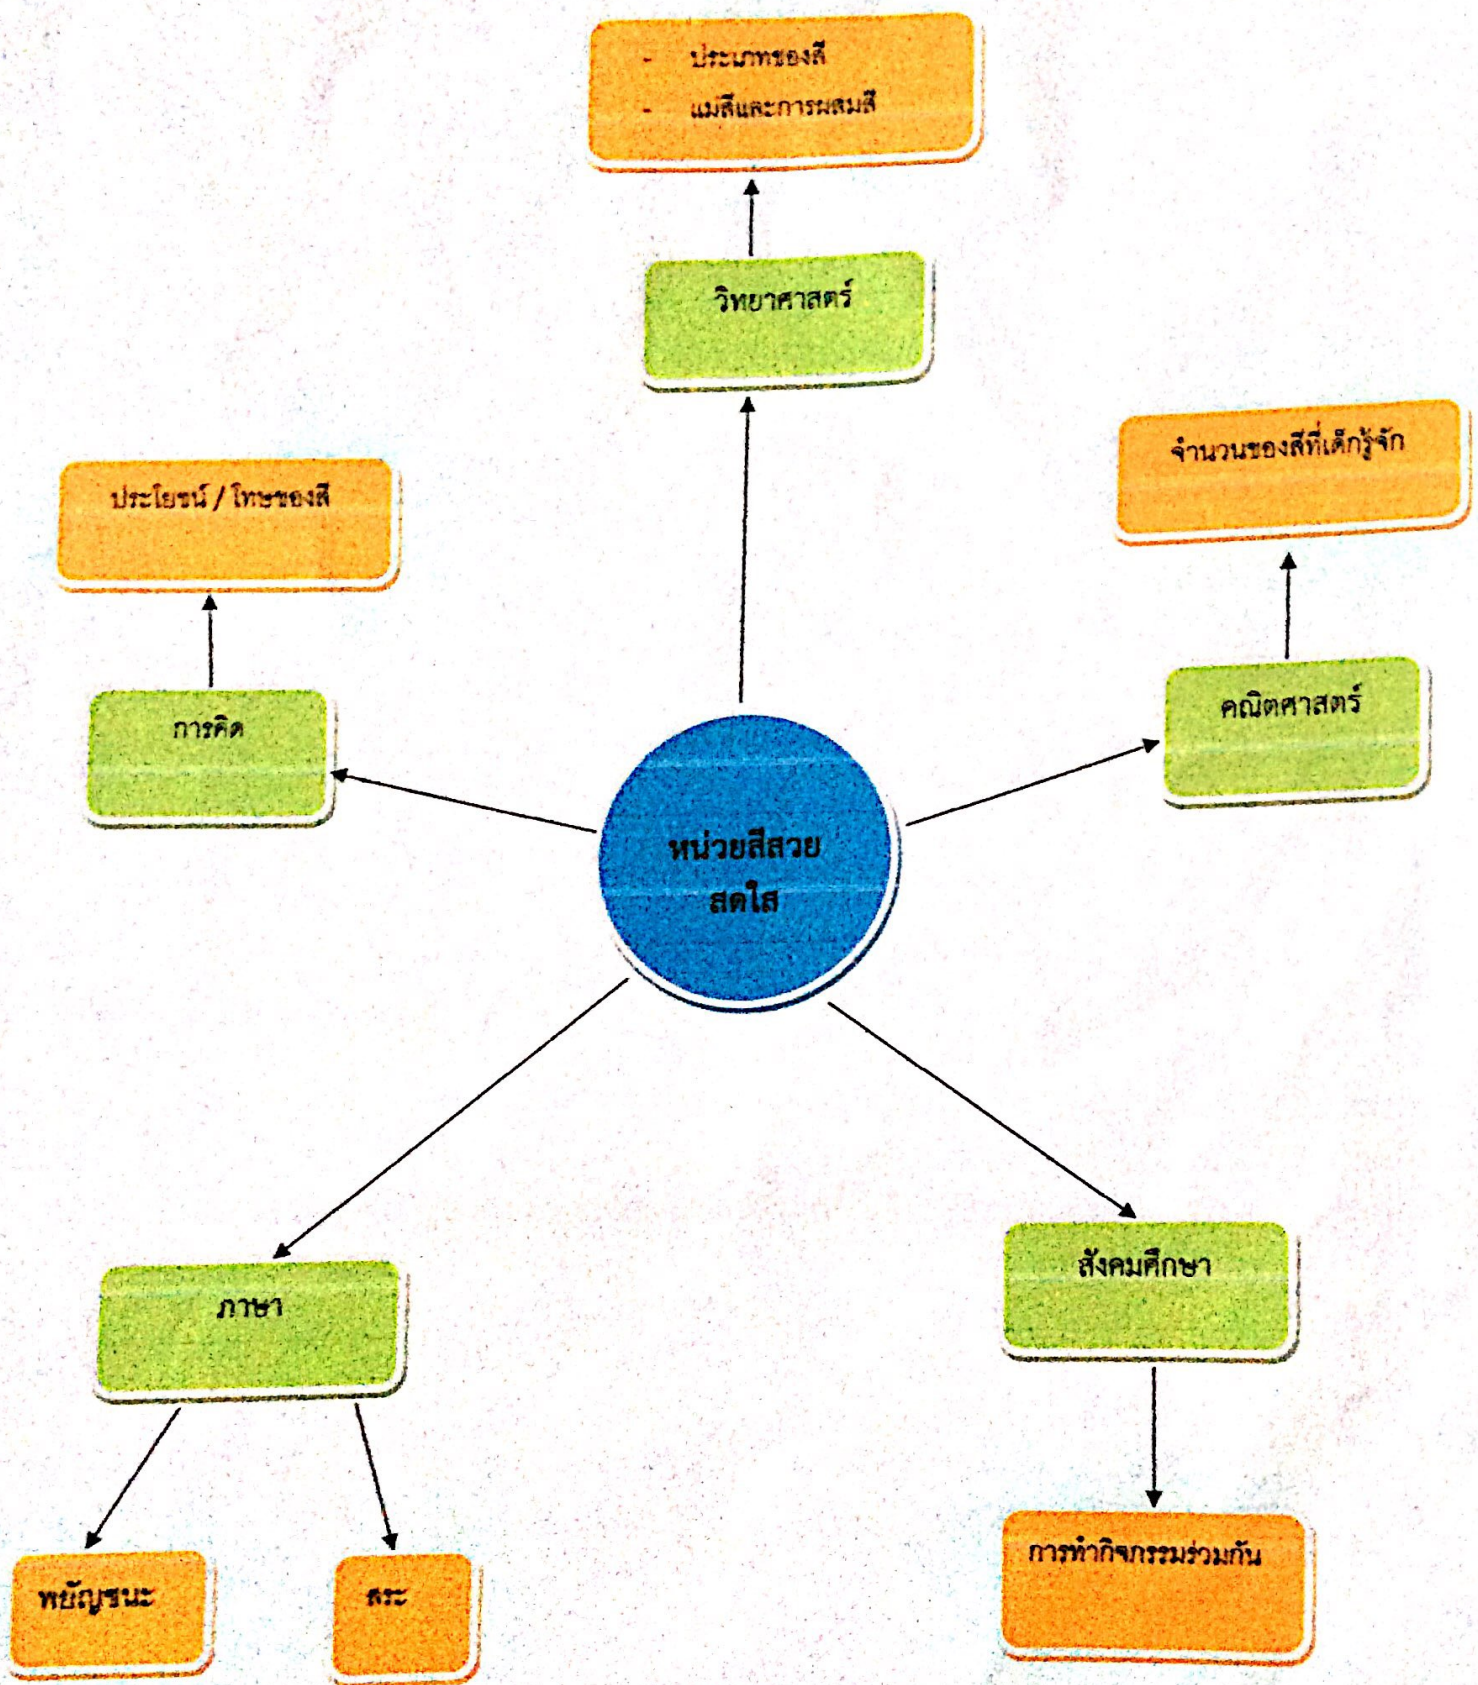 - ประเภทของสี
- แม่สีและการผสมสี
วิทยาศาสตร์
จำนวนของสีที่เด็กรู้จัก
ประโยชน์ / โทษของสี
คณิตศาสตร์
การคิด
หน่วยสีสวย
สดใส
สังคมศึกษา
ภาษา
การทำกิจกรรมร่วมกัน
พยัญชนะ
สระ